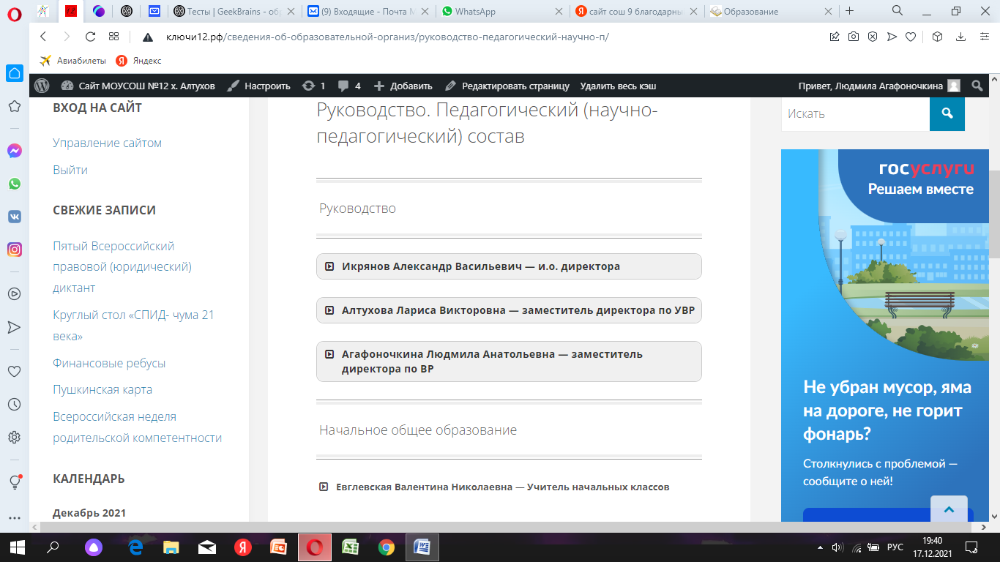 Тесты | GeekBrains - обр
(9) Входящие - Почта M
WhatsApp
сайт сош 9 благодарны
Образование
ключи12.рф/сведения-об-образовательной-организ/руководство-педагогический-научно-п/
Авиабилеты
Яндекс
Сайт МОУСОШ №12 х. Алтухов
Настроить
1
4
Добавить
Редактировать страницу
Удалить весь кэш
Привет, Людмила Агафоночкина
ВХОД НА САЙТ
Управление сайтом
Выйти
СВЕЖИЕ ЗАПИСИ
Пятый Всероссийский
правовой (юридический)
диктант
Круглый стол «СПИД- чума 21
века»
Финансовые ребусы
Пушкинская карта
Всероссийская неделя
родительской компетентности
КАЛЕНДАРЬ
Декабрь 2021
Руководство. Педагогический (научно-
педагогический) состав
Руководство
Икрянов Александр Васильевич — и.о. директора
Алтухова Лариса Викторовна — заместитель директора по УВР
Агафоночкина Людмила Анатольевна — заместитель
директора по ВР
Начальное общее образование
Евглевская Валентина Николаевна — Учитель начальных классов
Искать
госуслуги
Решаем вместе
Не убран мусор, яма
на дороге, не горит
фонарь?
Столкнулись с проблемой —
сообщите о ней!
РУС
19:40
17.12.2021